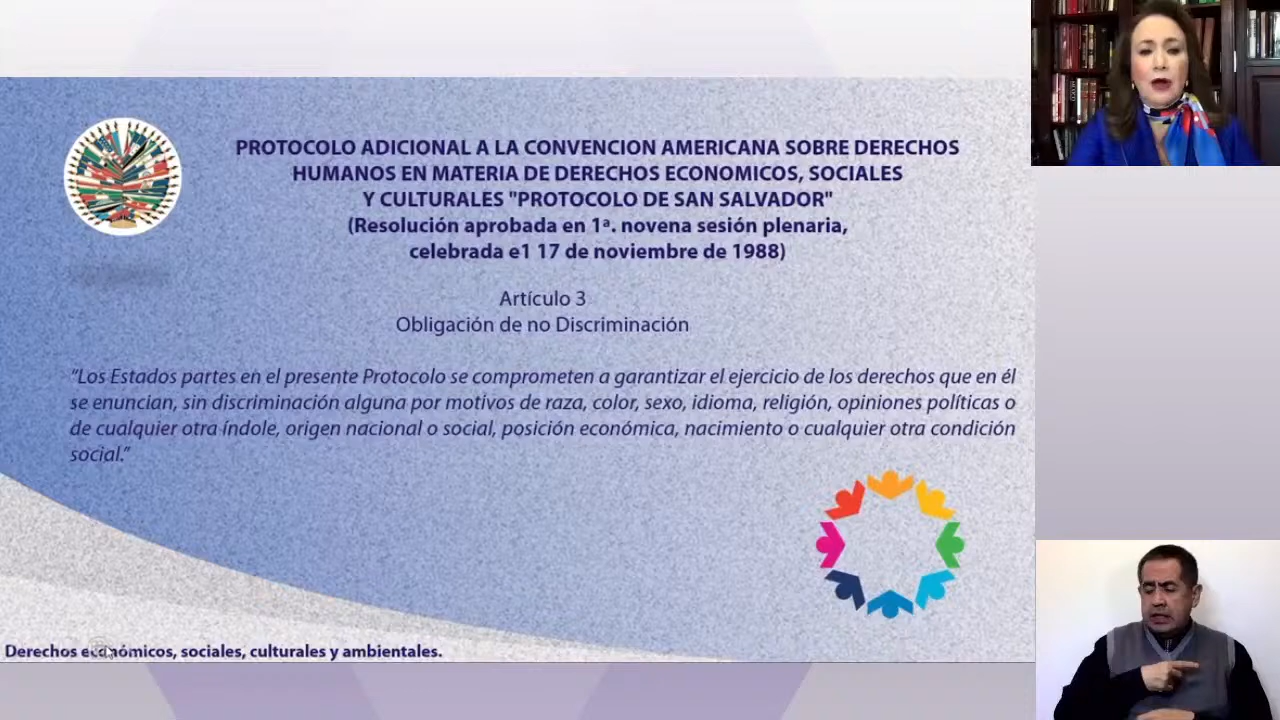 PROTOCOLO ADICIONAL A LA CONVENCION AMERICANA SOBRE DERECHOS
HUMANOS EN MATERIA DE DERECHOS ECONOMICOS, SOCIALES
Y CULTURALES "PROTOCOLO DE SAN SALVADOR"
(Resolución aprobada en 1ª. novena sesión plenaria,
celebrada e1 17 de noviembre de 1988)
Artículo 3
Obligación de no Discriminación
“Los Estados partes en el presente Protocolo se comprometen a garantizar el ejercicio de los derechos que en él
se enuncian, sin discriminación alguna por motivos de raza, color, sexo, idioma, religión, opiniones políticas o
de cualquier otra índole, origen nacional o social, posición económica, nacimiento o cualquier otra condición
social.”
Derechos económicos, sociales, culturales y ambientales.